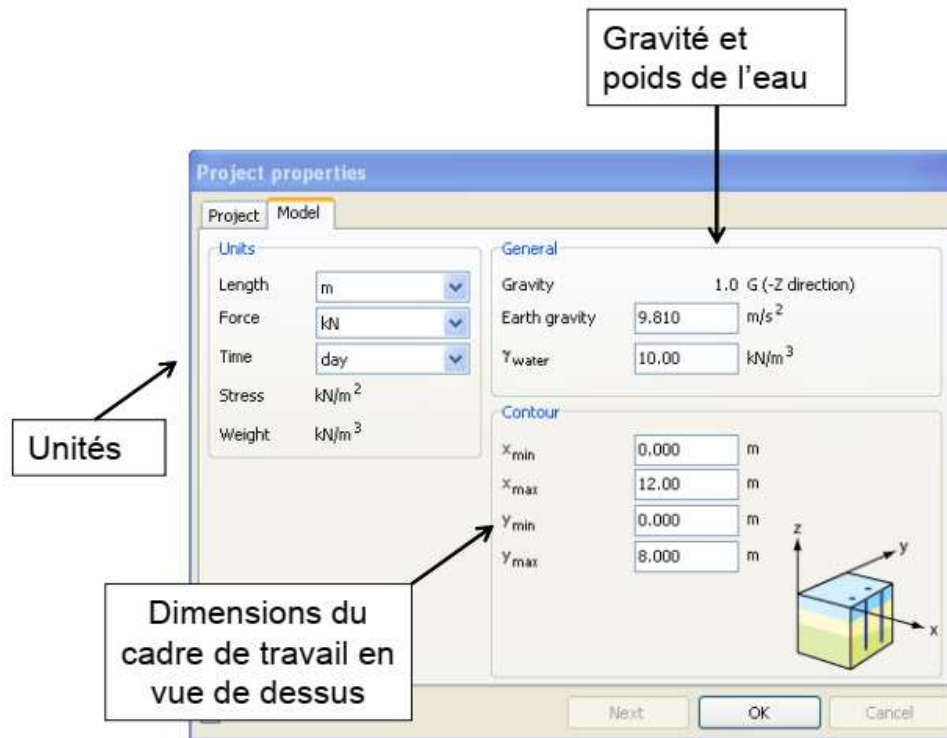 Gravité et
poids de l'eau
Project properties
Project
Model
Units
Length
m
Force
kN
Time
day
Stress
kN/m²
Weight
kN/m³
General
Gravity
1.0 G (-Z direction)
Earth gravity
9.810
m/s²
γwater
10.00
kN/m³
Contour
xmin
0.000
m
xmax
12.00
m
ymin
0.000
m
ymax
8.000
m
z
y
x
Unités
Dimensions du
cadre de travail en
vue de dessus
Next
OK
Cancel